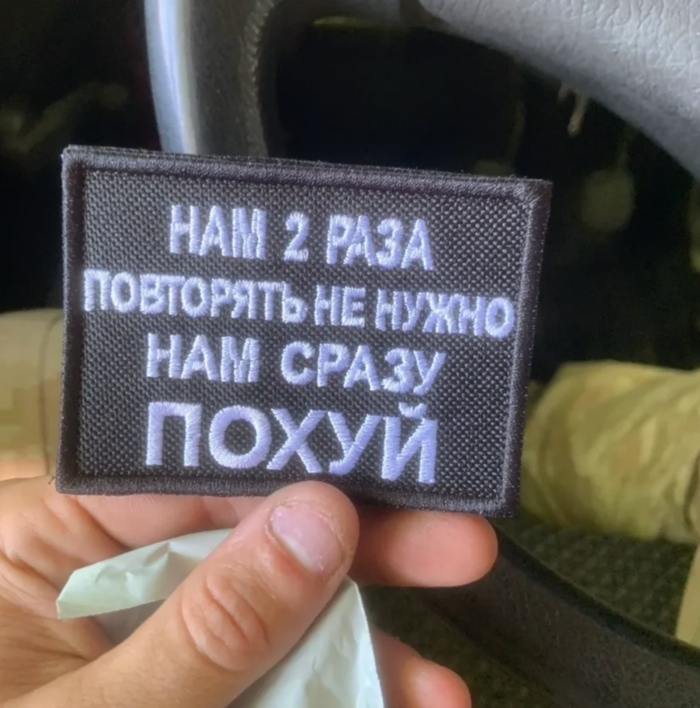 НАМ 2 РАЗА
ПОВТОРЯТЬ НЕ НУЖНО
НАМ СРАЗУ
ПОХУЙ